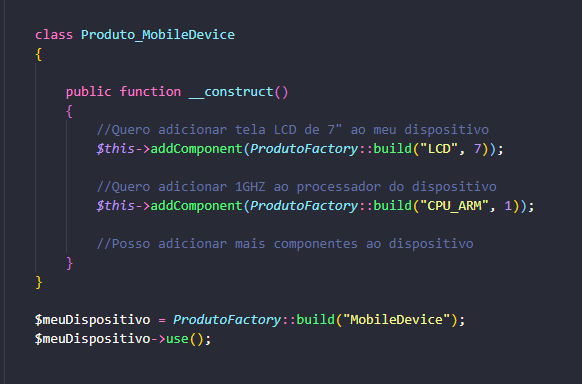 class Produto_MobileDevice
{
public function __construct()
{
//Quero adicionar tela LCD de 7" ao meu dispositivo
$this->addComponent(ProdutoFactory::build("LCD", 7));
//Quero adicionar 1GHZ ao processador do dispositivo
$this->addComponent(ProdutoFactory::build("CPU_ARM", 1));
//Posso adicionar mais componentes ao dispositivo
}
}
$meuDispositivo = ProdutoFactory::build("MobileDevice");
$meuDispositivo->use();